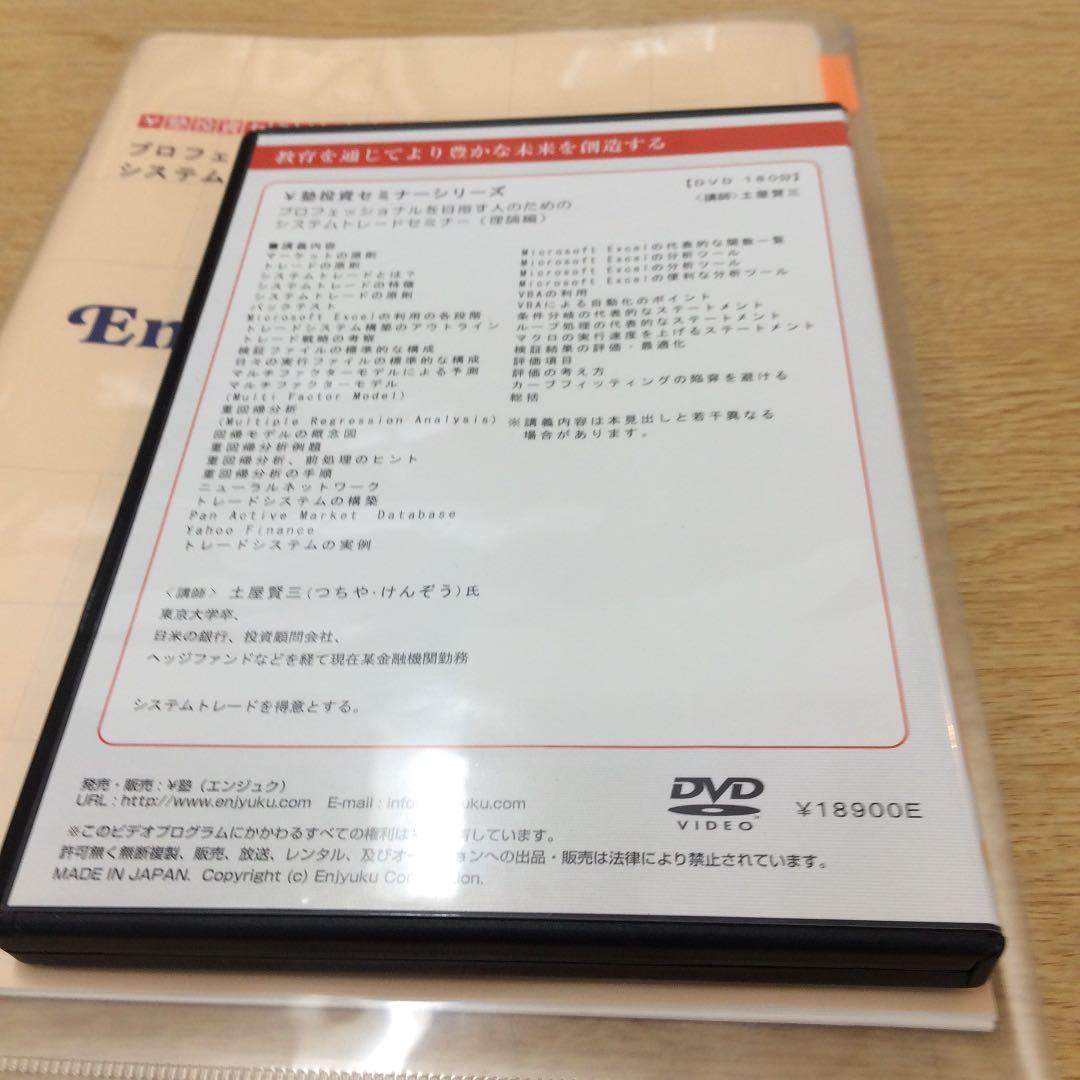 ¥塾投資セ
プロフェ
システム
En
教育を通じてより豊かな未来を創造する
¥塾投資セミナーシリーズ
【DVD 180分】
プロフェッショナルを目指す人のための
<講師>土屋賢三
システムトレードセミナー(理論編)
■講義内容
マーケットの原則
トレードの原則
システムトレードとは?
システムトレードの特徴
システムトレードの原則
バックテスト
Microsoft Excelの利用の各段階
トレードシステム構築のアウトライン
トレード戦略の考察
検証ファイルの標準的な構成
日々の実行ファイルの標準的な構成
マルチファクターモデルによる予測
マルチファクターモデル
(Multi Factor Model)
重回帰分析
(Multiple Regression Analysis)
回帰モデルの概念図
重回帰分析例題
重回帰分析、前処理のヒント
重回帰分析の手順
ニューラルネットワーク
トレードシステムの構築
Pan Active Market Database
Yahoo Finance
トレードシステムの実例
Microsoft Excelの代表的な関数一覧
Microsoft Excelの分析ツール
Microsoft Excelの分析ツール
Microsoft Excelの便利な分析ツール
VBAの利用
VBAによる自動化のポイント
条件分岐の代表的なステートメント
ループ処理の代表的なステートメント
マクロの実行速度を上げるステートメント
検証結果の評価・最適化
評価項目
評価の考え方
カーブフィッティングの陥穽を避ける
総括
※講義内容は本見出しと若干異なる
場合があります。
<講師> 土屋賢三(つちや・けんぞう)氏
東京大学卒、
日米の銀行、投資顧問会社、
ヘッジファンドなどを経て現在某金融機関勤務
システムトレードを得意とする。
発売・販売:¥塾(エンジュク)
URL:http://www.enjyuku.com E-mail:info yuku.com
DVD
VIDEO
¥18900E
※このビデオプログラムにかかわるすべての権利は 有しています。
許可無く無断複製、販売、放送、レンタル、及びオー ションへの出品・販売は法律により禁止されています。
MADE IN JAPAN. Copyright (c) Enjyuku Co ion.